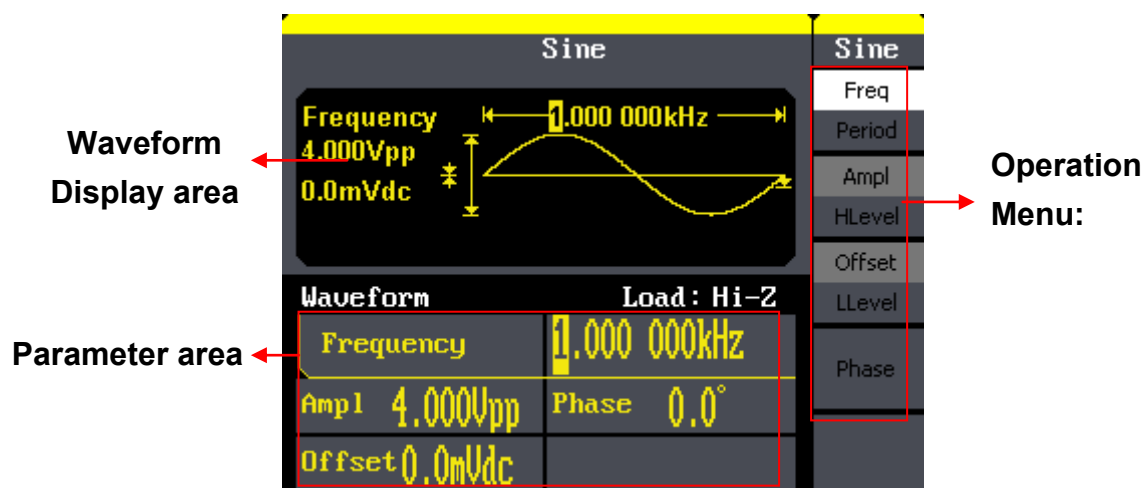 Sine
Frequency
1.000 000kHz
4.000Vpp
0.0mVdc
Waveform Load: Hi-Z
Frequency 1.000 000kHz
Ampl 4.000Vpp Phase 0.0°
Offset 0.0mVdc
Sine
Freq
Period
Ampl
HLevel
Offset
LLevel
Phase
Waveform
Display area
Parameter area
Operation
Menu: